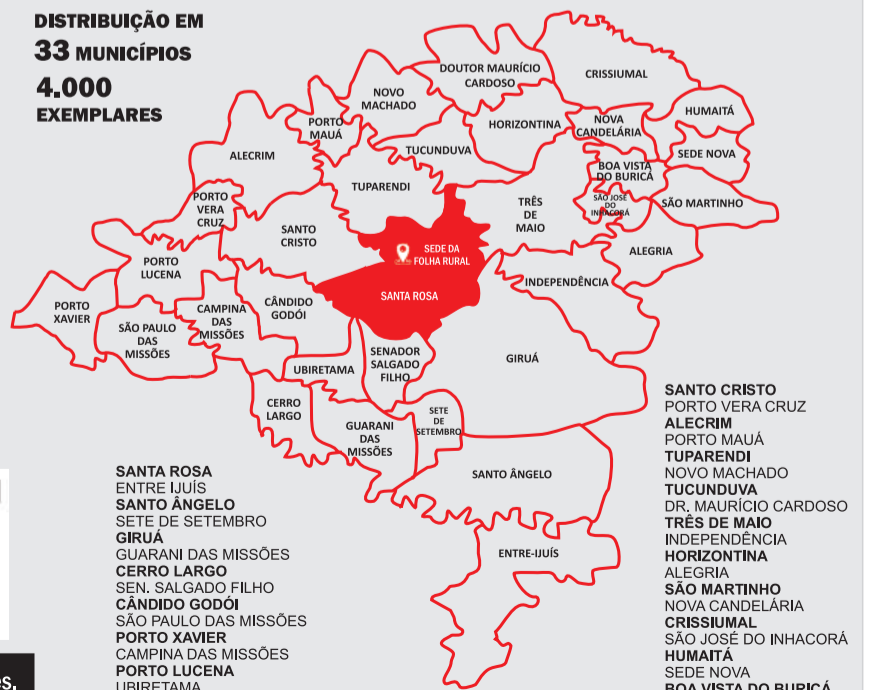 DISTRIBUIÇÃO EM
33 MUNICÍPIOS
4.000
EXEMPLARES
DOUTOR MAURÍCIO
CARDOSO
CRISSIUMAL
NOVO
MACHADO
HUMAITÁ
PORTO
MAUÁ
HORIZONTINA
NOVA
CANDELÁRIA
TUCUNDUVA
ALECRIM
SEDE NOVA
BOA VISTA
DO BURICÁ
TUPARENDI
PORTO
VERA
CRUZ
TRÊS
DE
MAIO
SÃO JOSÉ
DO
INHACORÁ
SÃO MARTINHO
SANTO
CRISTO
SEDE DA
FOLHA RURAL
ALEGRIA
PORTO
LUCENA
INDEPENDÊNCIA
SANTA ROSA
PORTO
XAVIER
CAMPINA
DAS
MISSÕES
CÂNDIDO
GODÓI
SÃO PAULO
DAS
MISSÕES
SENADOR
SALGADO
FILHO
GIRUÁ
UBIRETAMA
CERRO
LARGO
SETE
DE
SETEMBRO
GUARANI
DAS
MISSÕES
SANTO ÂNGELO
ENTRE-IJUÍS
SANTA ROSA
ENTRE IJUÍS
SANTO ÂNGELO
SETE DE SETEMBRO
GIRUÁ
GUARANI DAS MISSÕES
CERRO LARGO
SEN. SALGADO FILHO
CÂNDIDO GODÓI
SÃO PAULO DAS MISSÕES
PORTO XAVIER
CAMPINA DAS MISSÕES
PORTO LUCENA
UBIRETAMA
SANTO CRISTO
PORTO VERA CRUZ
ALECRIM
PORTO MAUÁ
TUPARENDI
NOVO MACHADO
TUCUNDUVA
DR. MAURÍCIO CARDOSO
TRÊS DE MAIO
INDEPENDÊNCIA
HORIZONTINA
ALEGRIA
SÃO MARTINHO
NOVA CANDELÁRIA
CRISSIUMAL
SÃO JOSÉ DO INHACORÁ
HUMAITÁ
SEDE NOVA
BOA VISTA DO BURICÁ